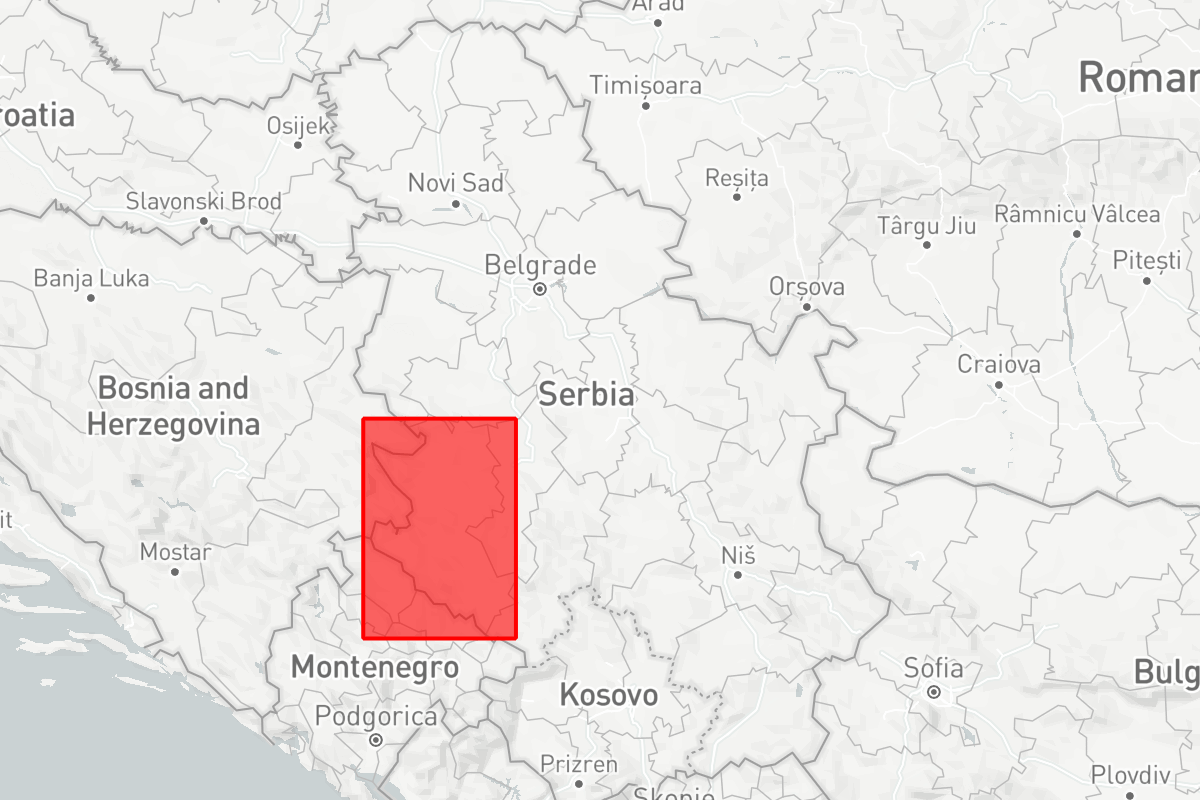 Arad
Timișoara
Romar
roatia
Osijek
Novi Sad
Reșița
Slavonski Brod
Râmnicu Vâlcea
Târgu Jiu
Belgrade
Pitești
Banja Luka
Orșova
Craiova
Bosnia and
Herzegovina
Serbia
it
Mostar
Niš
Montenegro
Sofia
Bulg
Kosovo
Podgorica
Prizren
Plovdiv
Skopje